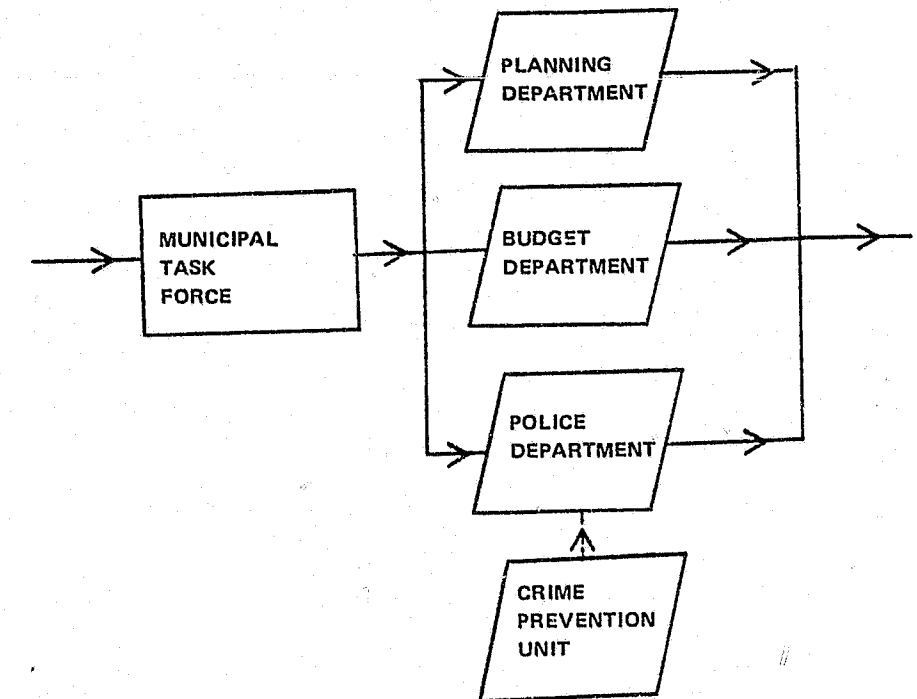 PLANNING
DEPARTMENT
MUNICIPAL
TASK
FORCE
BUDGET
DEPARTMENT
POLICE
DEPARTMENT
CRIME
PREVENTION
UNIT